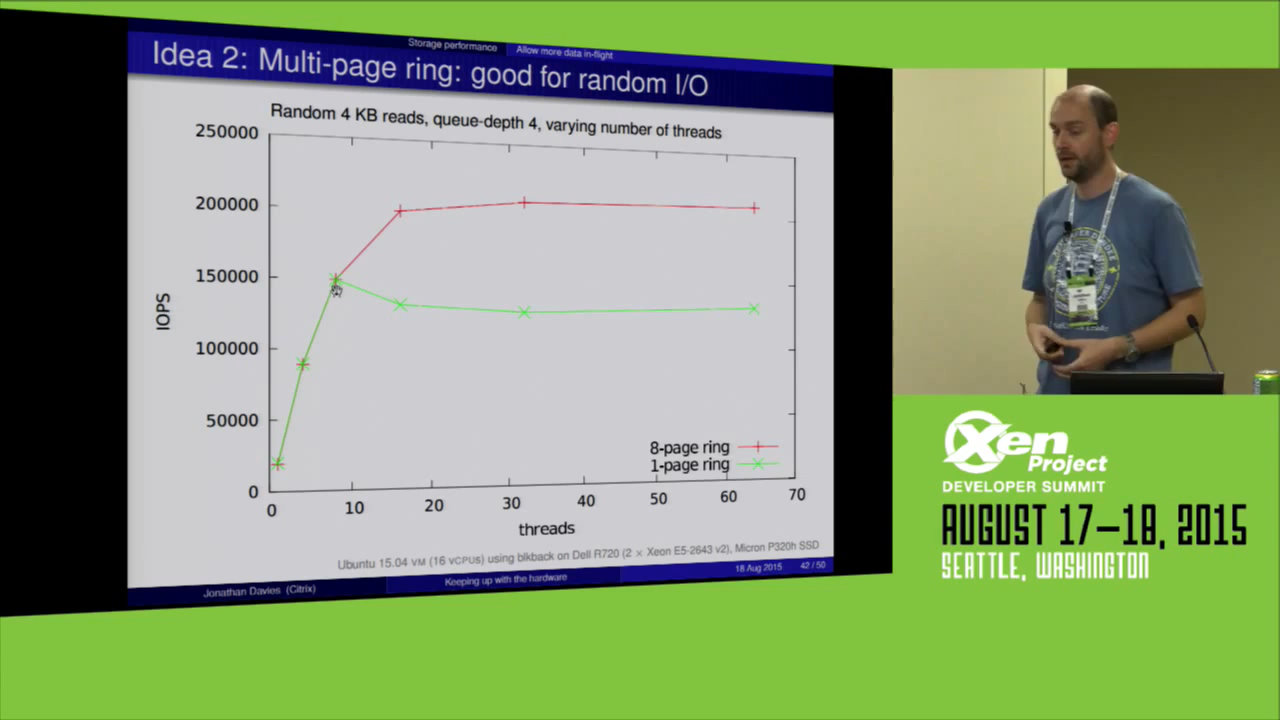 Storage performance
Allow more data in-flight
Idea 2: Multi-page ring: good for random I/O
Random 4 KB reads, queue-depth 4, varying number of threads
250000
200000
150000
100000
50000
0
IOPS
8-page ring
1-page ring
0 10 20 30 40 50 60 70
threads
Ubuntu 15.04 VM (16 vCPUs) using blkback on Dell R720 (2 × Xeon E5-2643 v2), Micron P320h SSD
Jonathan Davies (Citrix)
Keeping up with the hardware
18 Aug 2015
42 / 50
Xen
Project
DEVELOPER SUMMIT
AUGUST 17–18, 2015
SEATTLE, WASHINGTON